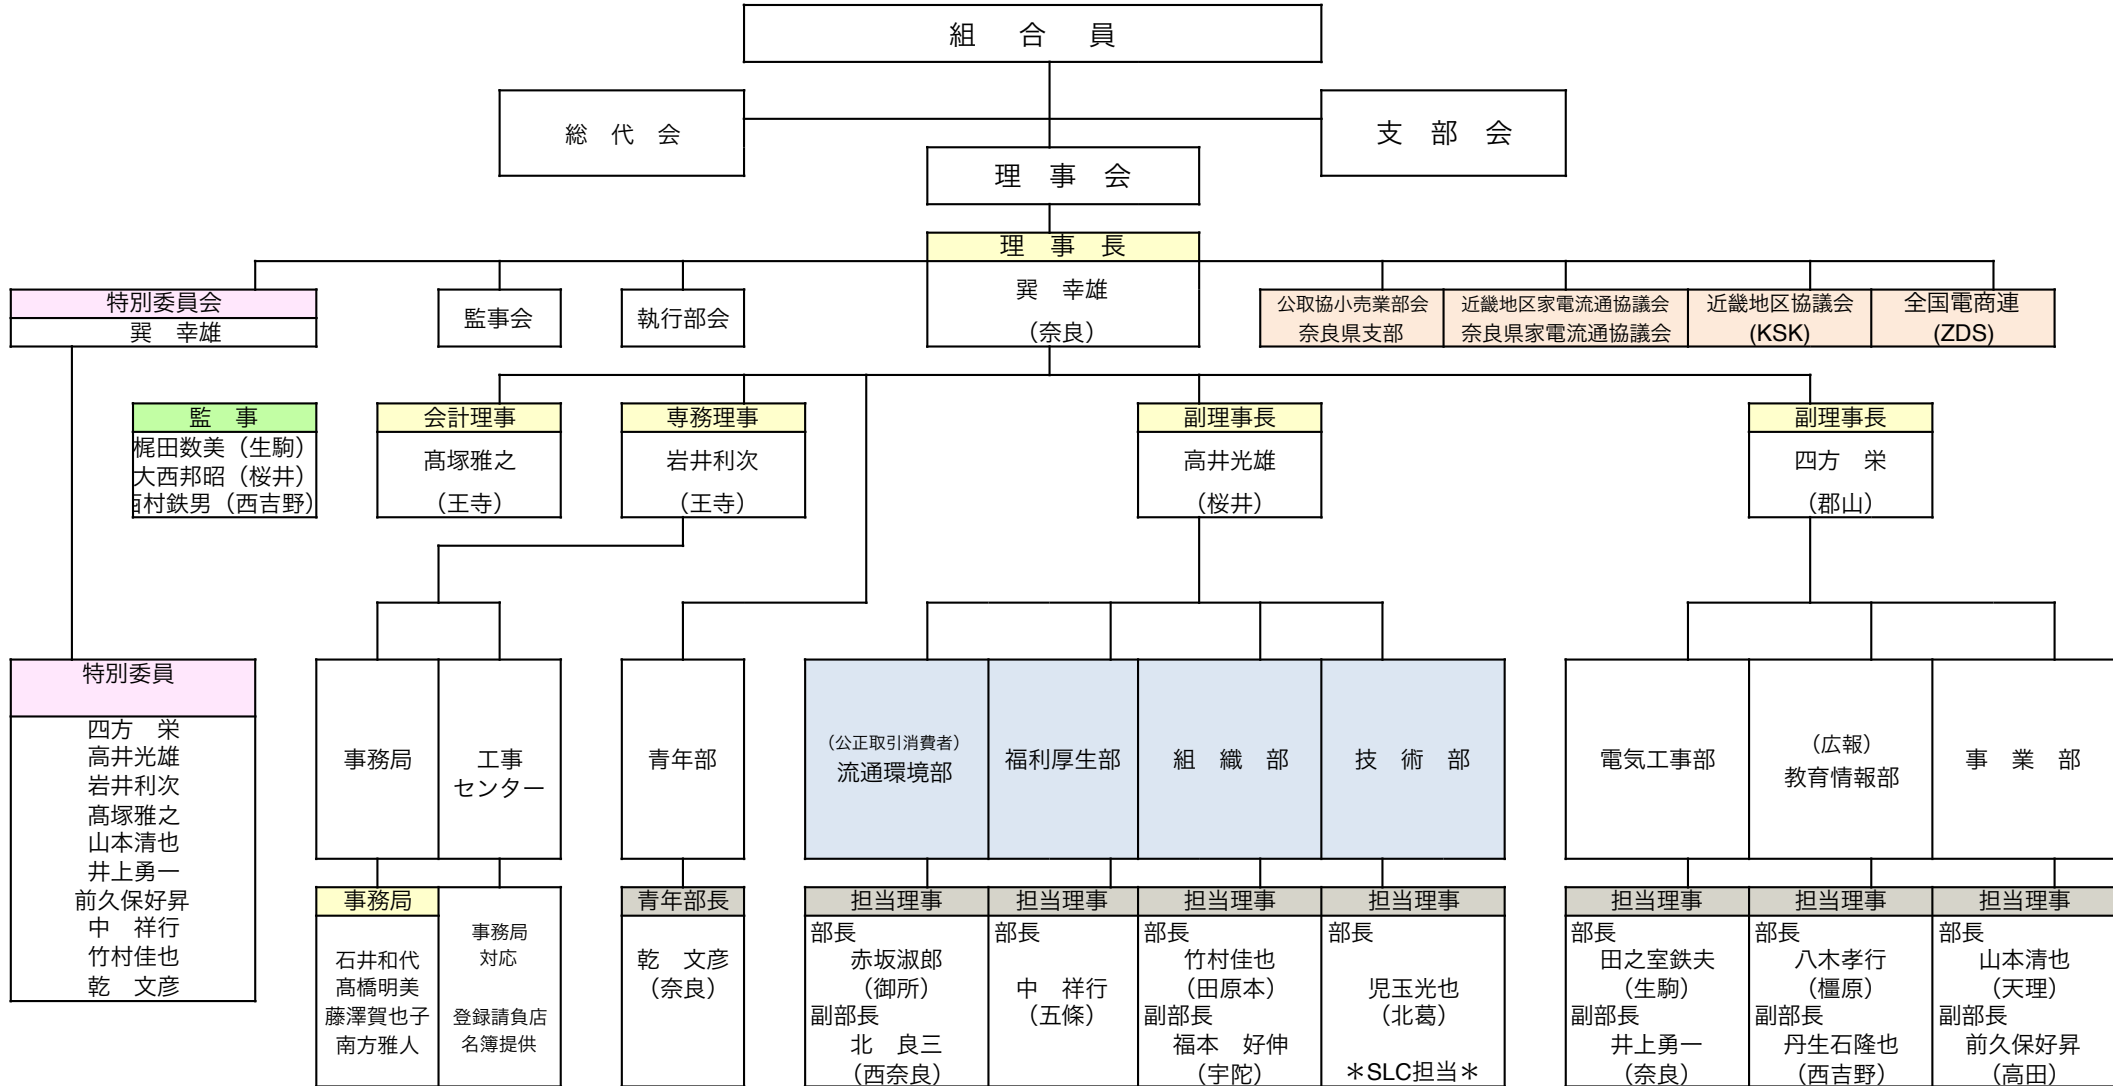 組　合　員
総　代　会
支　部　会
理　事　会
理　事　長
巽　幸雄
（奈良）
特別委員会
巽　幸雄
監事会
執行部会
公取協小売業部会
奈良県支部
近畿地区家電流通協議会
奈良県家電流通協議会
近畿地区協議会
(KSK)
全国電商連
(ZDS)
監　事
梶田数美（生駒）
大西邦昭（桜井）
村鉄男（西吉野）
会計理事
髙塚雅之
（王寺）
専務理事
岩井利次
（王寺）
副理事長
高井光雄
（桜井）
副理事長
四方　栄
（郡山）
特別委員
四方　栄
高井光雄
岩井利次
髙塚雅之
山本清也
井上勇一
前久保好昇
中　祥行
竹村佳也
乾　文彦
事務局
工事
センター
青年部
（公正取引消費者）
流通環境部
福利厚生部
組　織　部
技　術　部
電気工事部
（広報）
教育情報部
事　業　部
事務局
石井和代
髙橋明美
藤澤賀也子
南方雅人
事務局
対応
登録請負店
名簿提供
青年部長
乾　文彦
（奈良）
担当理事
部長
赤坂淑郎
（御所）
副部長
北　良三
（西奈良）
担当理事
部長
中　祥行
（五條）
担当理事
部長
竹村佳也
（田原本）
副部長
福本　好伸
（宇陀）
担当理事
部長
児玉光也
（北葛）
＊SLC担当＊
担当理事
部長
田之室鉄夫
（生駒）
副部長
井上勇一
（奈良）
担当理事
部長
八木孝行
（橿原）
副部長
丹生石隆也
（西吉野）
担当理事
部長
山本清也
（天理）
副部長
前久保好昇
（高田）